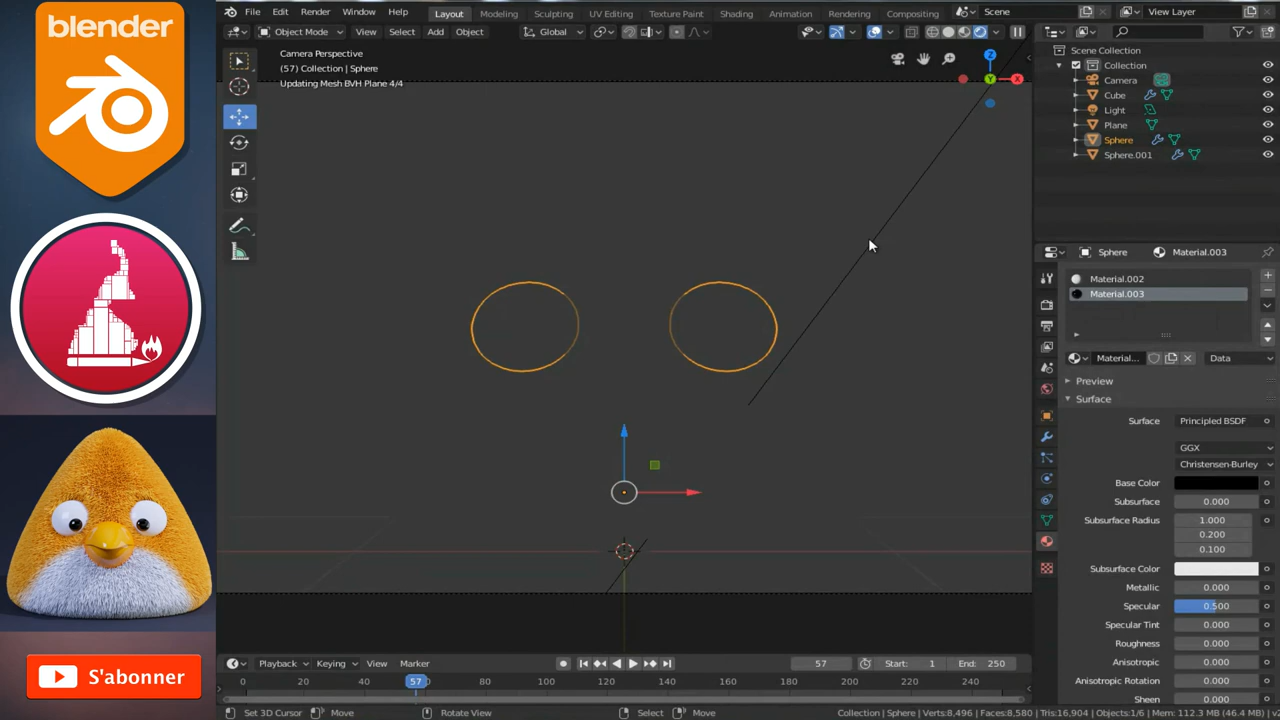 blender
S'abonner
File Edit Render Window Help
Layout Modeling Sculpting UV Editing Texture Paint Shading Animation Rendering Compositing
Scene
View Layer
Object Mode View Select Add Object
Global
Camera Perspective
(57) Collection | Sphere
Updating Mesh BVH Plane 4/4
Z
Y
X
Scene Collection
Collection
Camera
Cube
Light
Plane
Sphere
Sphere.001
Sphere Material.003
Material.002
Material.003
Material... Data
Preview
Surface
Surface Principled BSDF
GGX
Christensen-Burley
Base Color
Subsurface 0.000
Subsurface Radius 1.000
0.200
0.100
Subsurface Color
Metallic 0.000
Specular 0.500
Specular Tint 0.000
Roughness 0.000
Anisotropic 0.000
Anisotropic Rotation 0.000
Sheen 0.000
Playback Keying View Marker
57 Start: 1 End: 250
0 20 40 57 80 100 120 140 160 180 200 220 240
Set 3D Cursor Move Rotate View Select Move
Collection | Sphere | Verts:8,496 | Faces:8,580 | Tris:16,904 | Objects:1/6 | Mem: 112.3 MB (46.4 MB) | v2